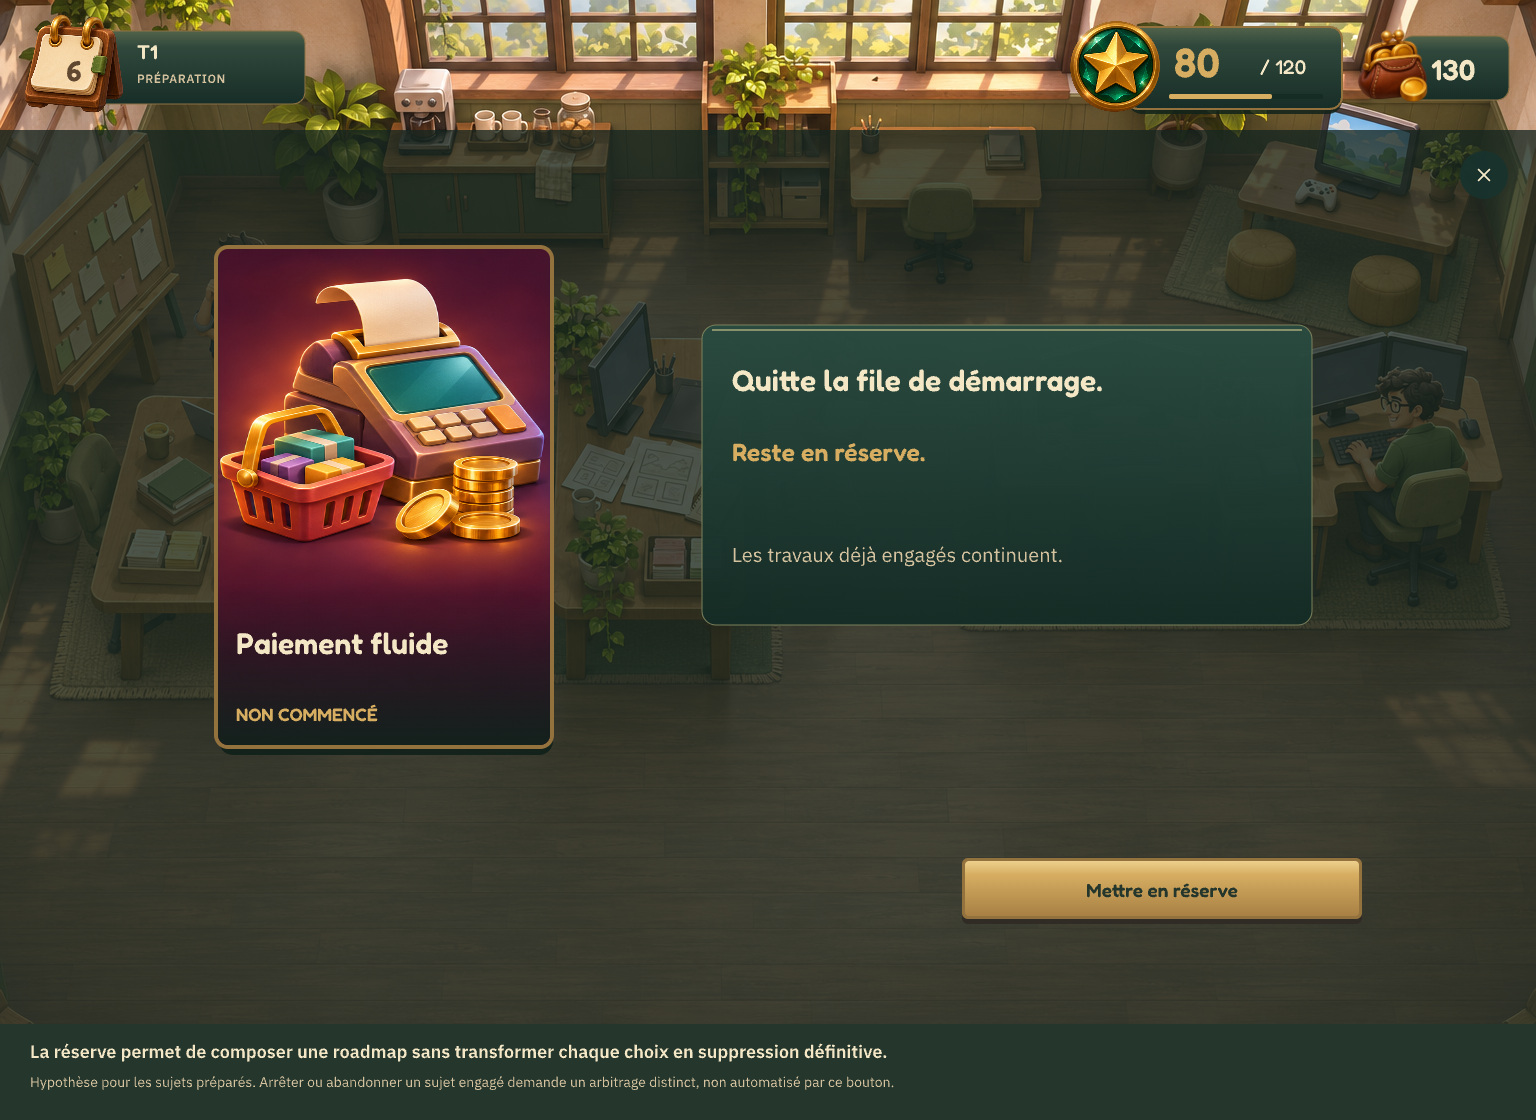 6
T1
PRÉPARATION
80 / 120
130
Quitte la file de démarrage.
Reste en réserve.
Les travaux déjà engagés continuent.
Paiement fluide
NON COMMENCÉ
Mettre en réserve
La réserve permet de composer une roadmap sans transformer chaque choix en suppression définitive.
Hypothèse pour les sujets préparés. Arrêter ou abandonner un sujet engagé demande un arbitrage distinct, non automatisé par ce bouton.